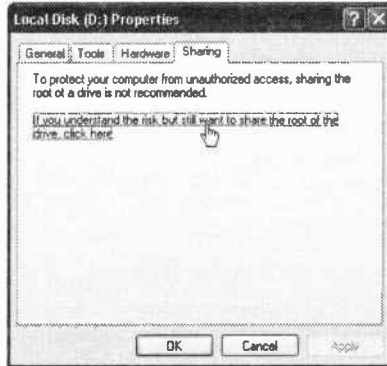 Local Disk (D:) Properties
General Tools Hardware Sharing
To protect your computer from unauthorized access, sharing the
root of a drive is not recommended.
If you understand the risk but still want to share the root of the
drive, click here
OK Cancel Apply